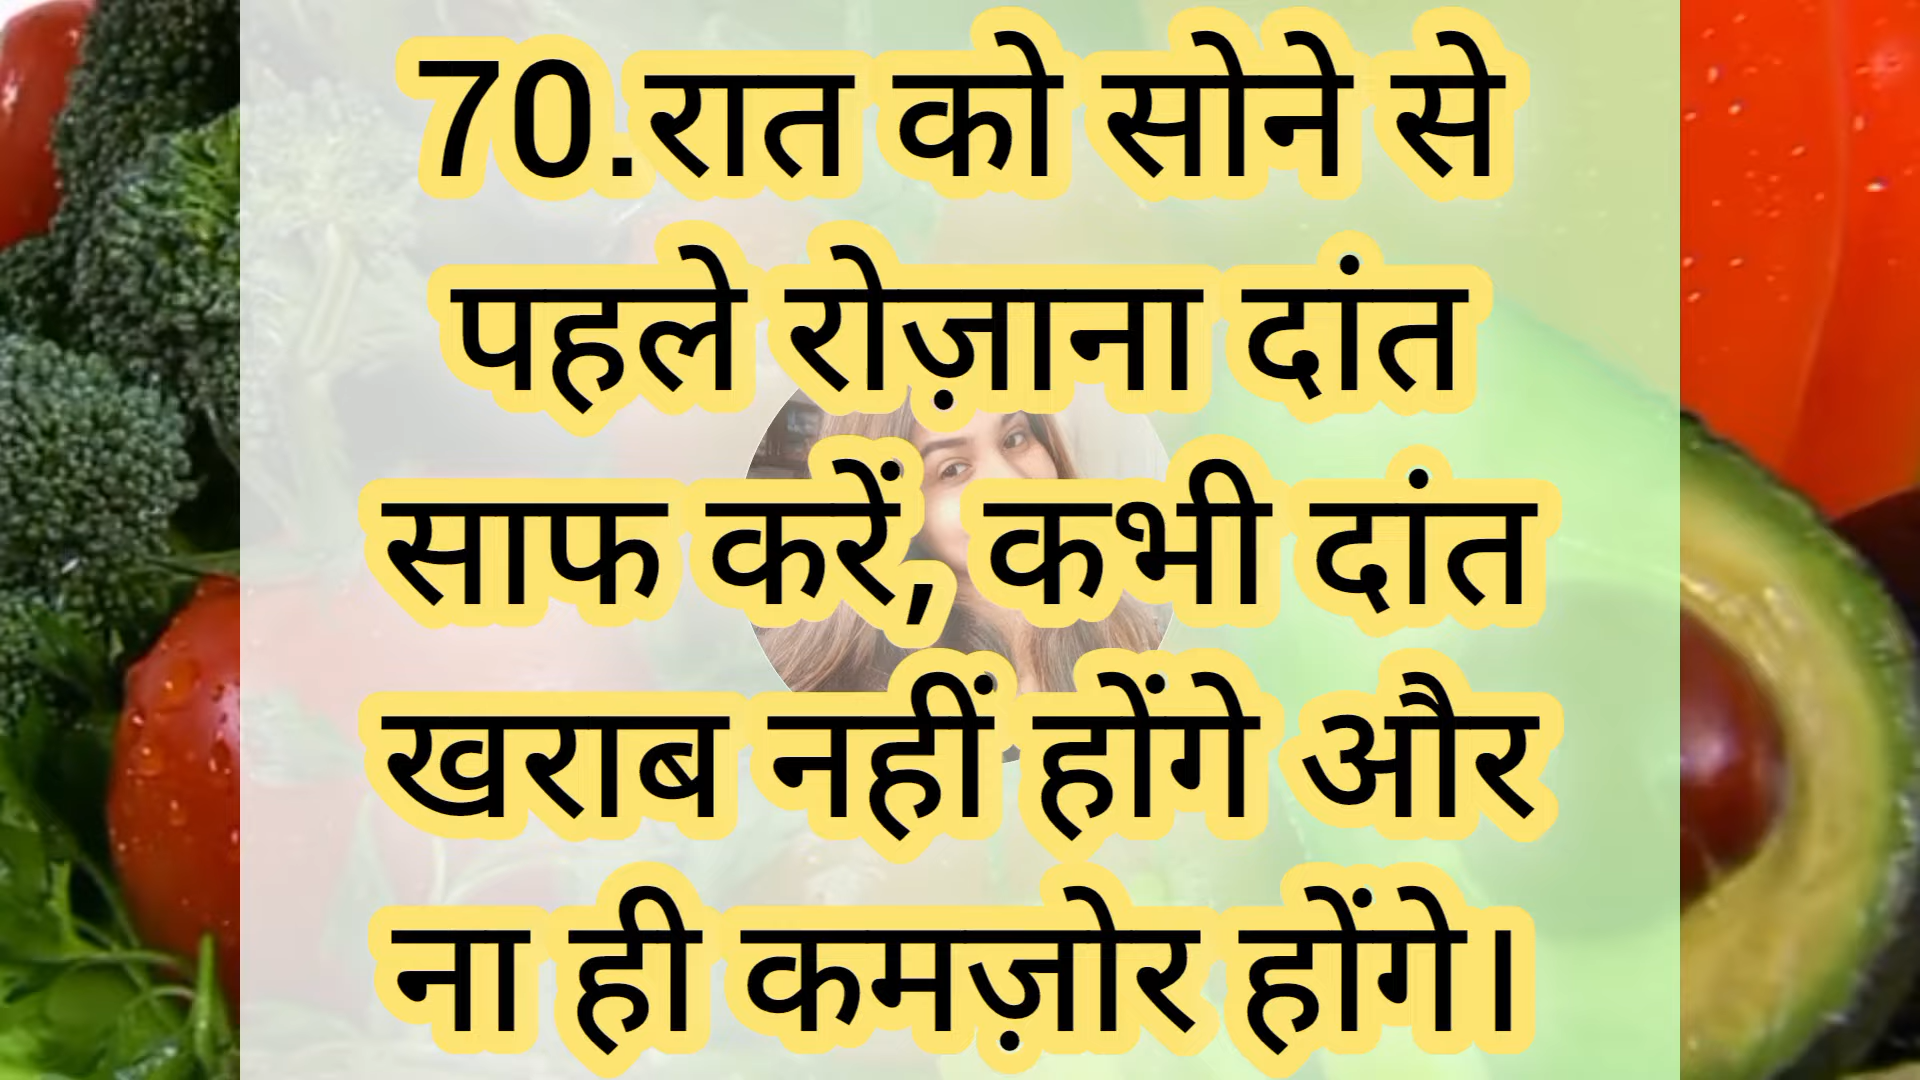 70.रात को सोने से
पहले रोज़ाना दांत
साफ करें, कभी दांत
खराब नहीं होंगे और
ना ही कमज़ोर होंगे।